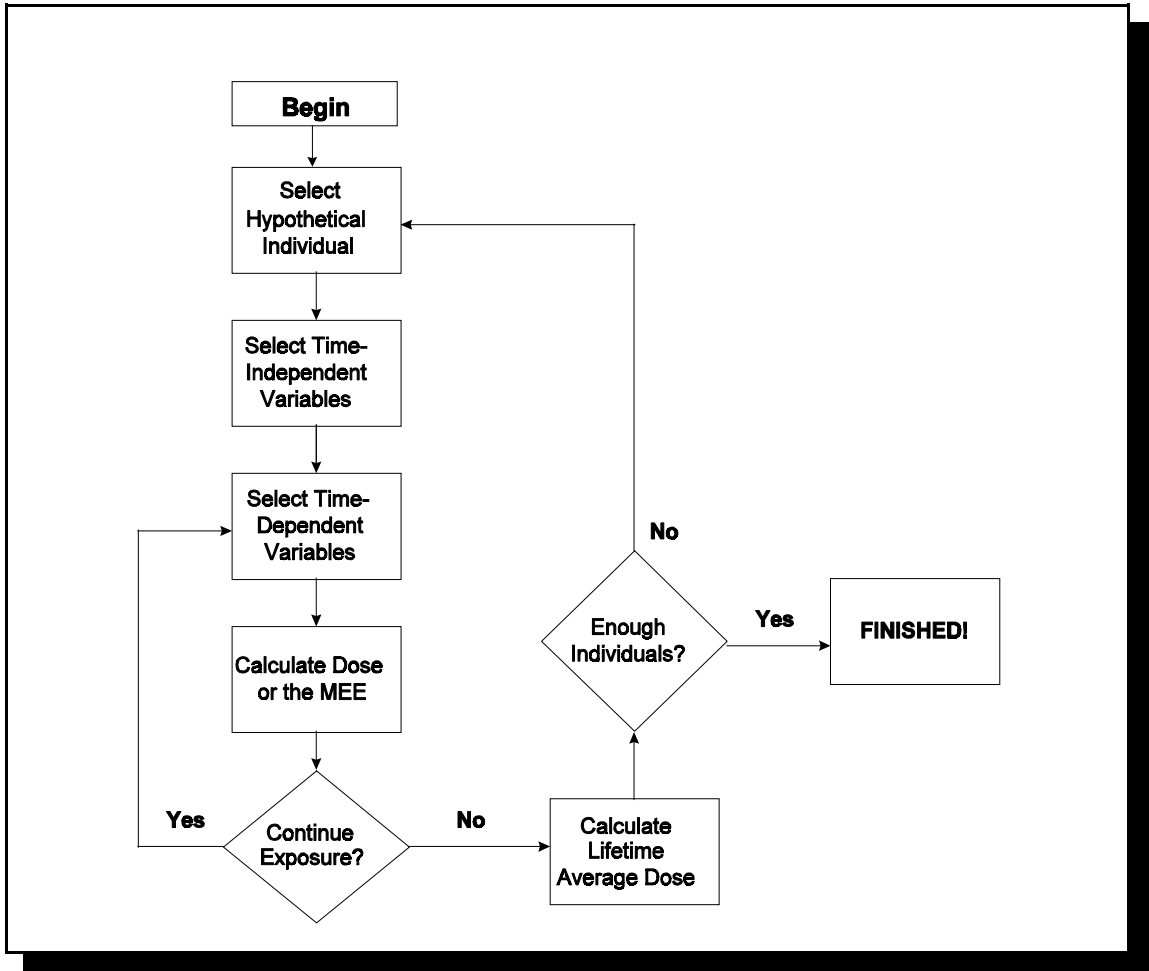 Begin
Select
Hypothetical
Individual
Select Time-
Independent
Variables
Select Time-
Dependent
Variables
Calculate Dose
or the MEE
Continue
Exposure?
Yes
No
Calculate
Lifetime
Average Dose
Enough
Individuals?
No
Yes
FINISHED!